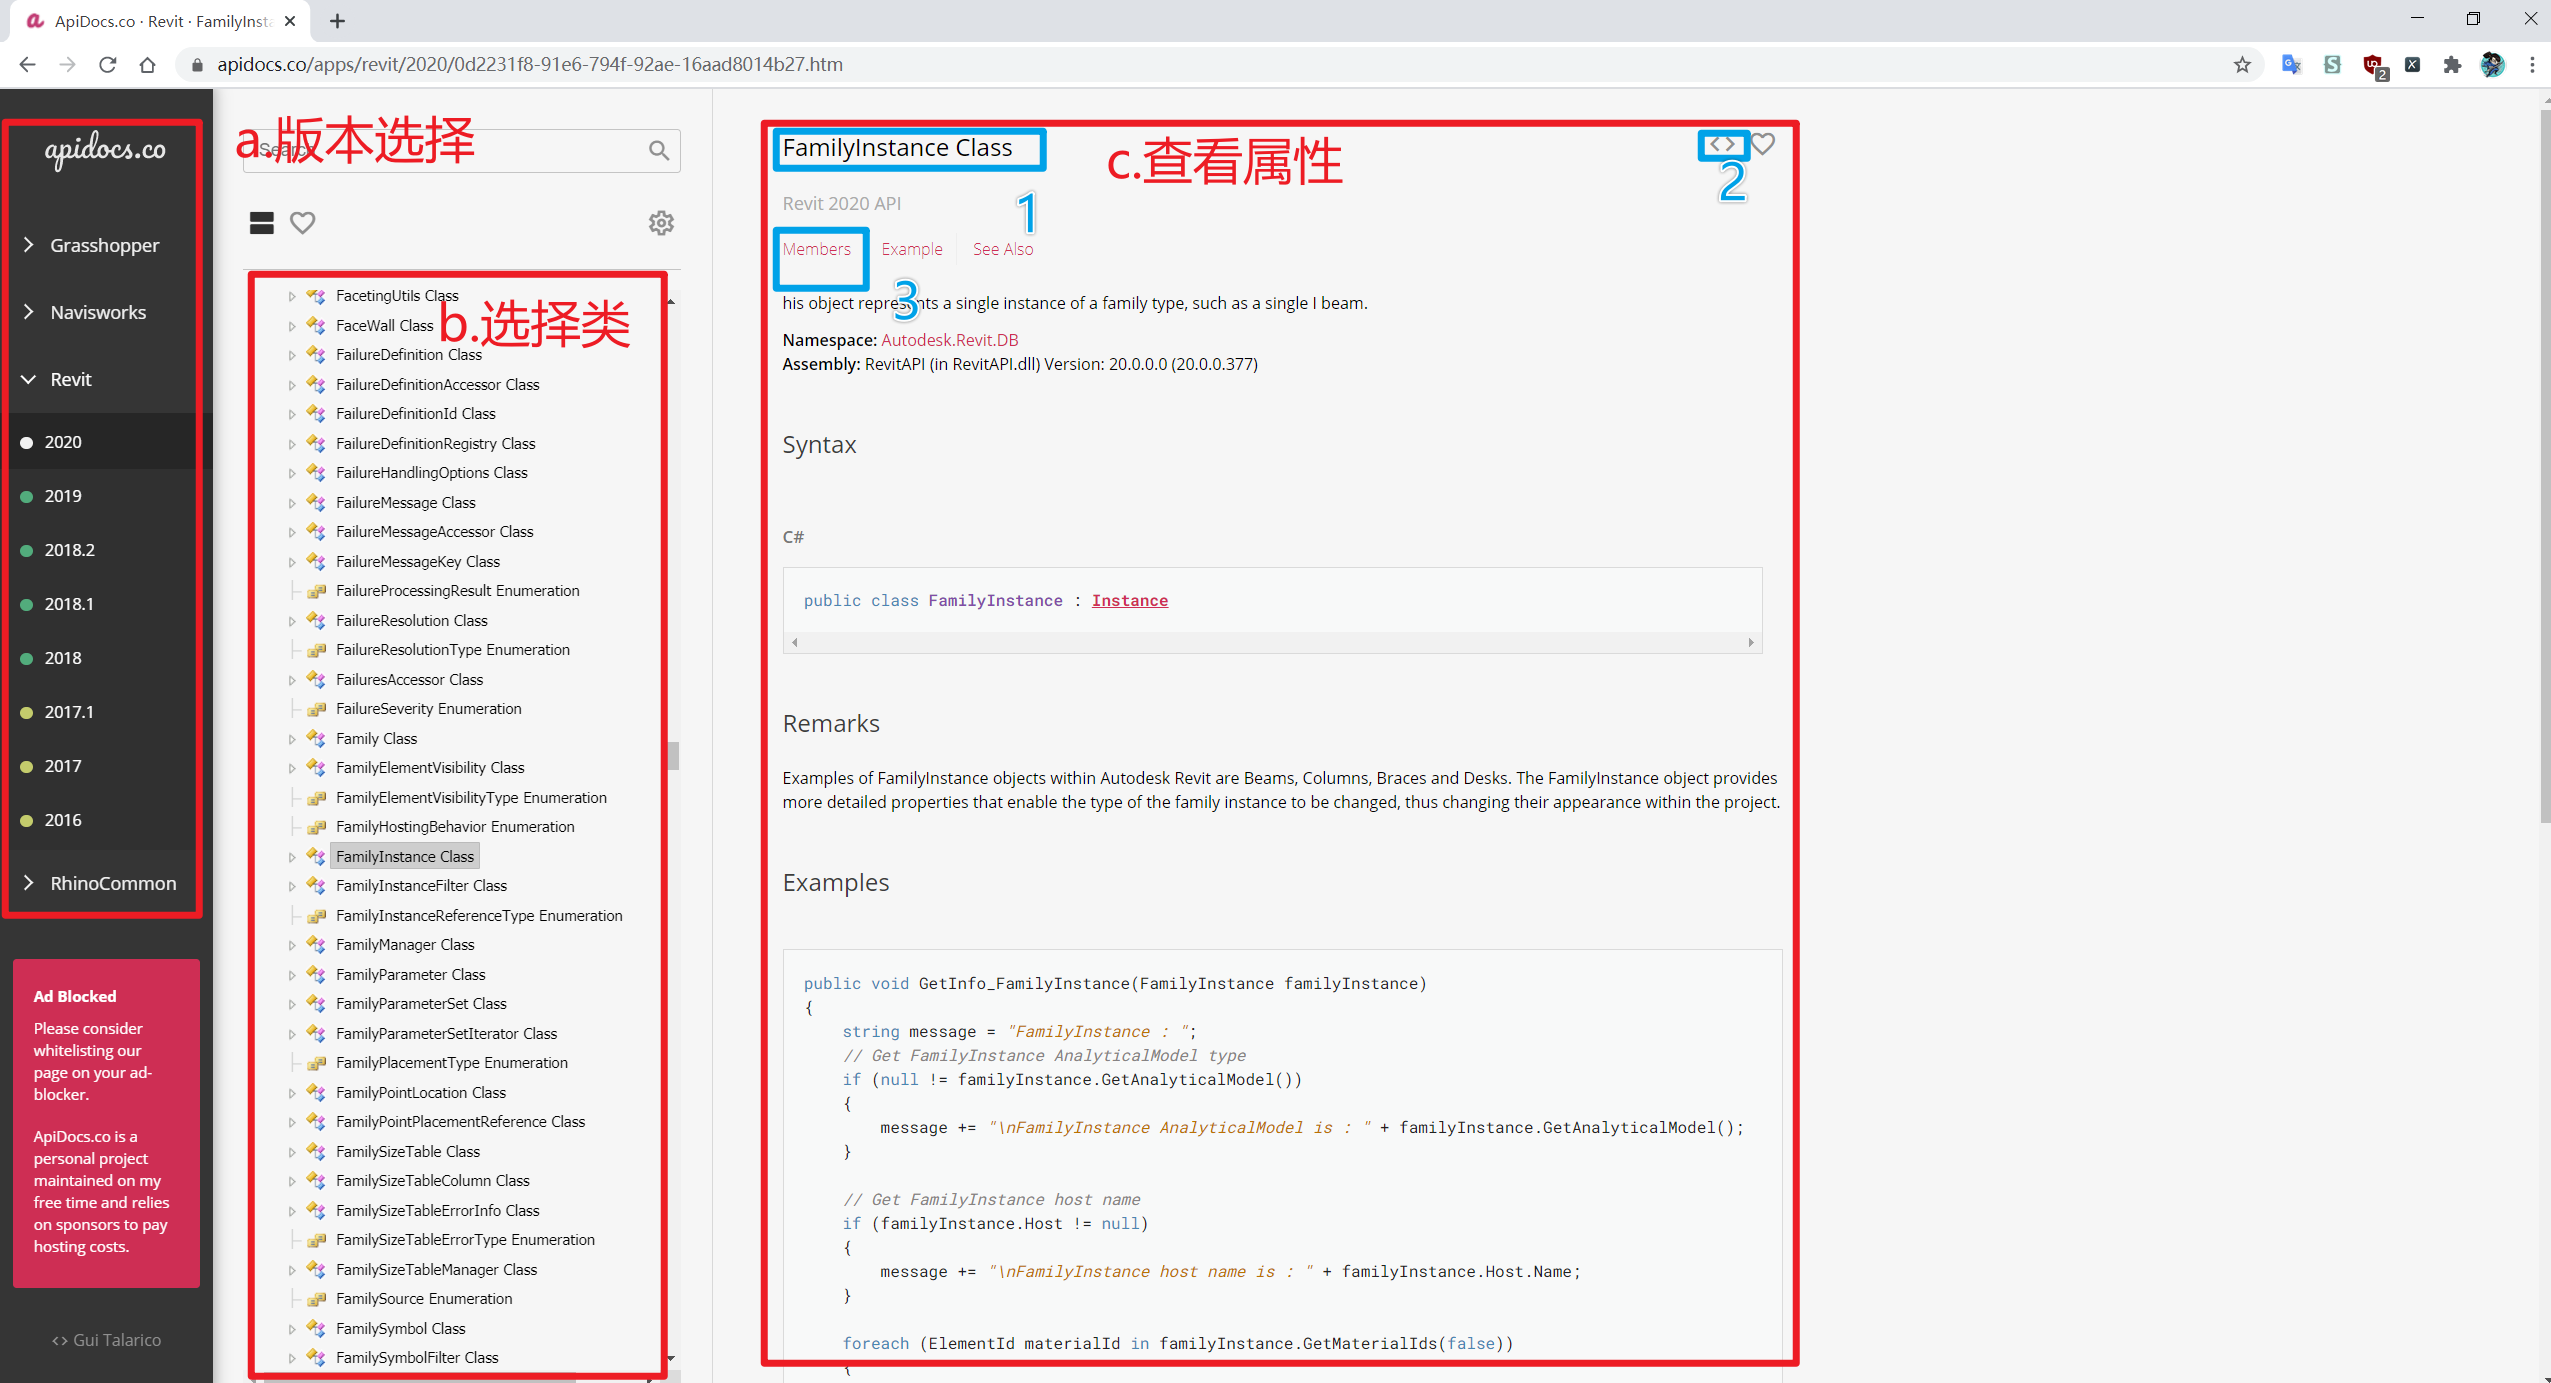 ApiDocs.co · Revit · FamilyInst
apidocs.co/apps/revit/2020/0d2231f8-91e6-794f-92ae-16aad8014b27.htm
2
apidocs.co
Grasshopper
Navisworks
Revit
2020
2019
2018.2
2018.1
2018
2017.1
2017
2016
RhinoCommon
Ad Blocked
Please consider
whitelisting our
page on your ad-
blocker.
ApiDocs.co is a
personal project
maintained on my
free time and relies
on sponsors to pay
hosting costs.
<> Gui Talarico
a.版本选择
Search
b.选择类
FacetingUtils Class
FaceWall Class
FailureDefinition Class
FailureDefinitionAccessor Class
FailureDefinitionId Class
FailureDefinitionRegistry Class
FailureHandlingOptions Class
FailureMessage Class
FailureMessageAccessor Class
FailureMessageKey Class
FailureProcessingResult Enumeration
FailureResolution Class
FailureResolutionType Enumeration
FailuresAccessor Class
FailureSeverity Enumeration
Family Class
FamilyElementVisibility Class
FamilyElementVisibilityType Enumeration
FamilyHostingBehavior Enumeration
FamilyInstance Class
FamilyInstanceFilter Class
FamilyInstanceReferenceType Enumeration
FamilyManager Class
FamilyParameter Class
FamilyParameterSet Class
FamilyParameterSetIterator Class
FamilyPlacementType Enumeration
FamilyPointLocation Class
FamilyPointPlacementReference Class
FamilySizeTable Class
FamilySizeTableColumn Class
FamilySizeTableErrorInfo Class
FamilySizeTableErrorType Enumeration
FamilySizeTableManager Class
FamilySource Enumeration
FamilySymbol Class
FamilySymbolFilter Class
FamilyInstance Class
c.查看属性
<>
2
Revit 2020 API
1
Members Example See Also
3
his object represents a single instance of a family type, such as a single I beam.
Namespace: Autodesk.Revit.DB
Assembly: RevitAPI (in RevitAPI.dll) Version: 20.0.0.0 (20.0.0.377)
Syntax
C#
public class FamilyInstance : Instance
Remarks
Examples of FamilyInstance objects within Autodesk Revit are Beams, Columns, Braces and Desks. The FamilyInstance object provides
more detailed properties that enable the type of the family instance to be changed, thus changing their appearance within the project.
Examples
public void GetInfo_FamilyInstance(FamilyInstance familyInstance)
{
string message = "FamilyInstance : ";
// Get FamilyInstance AnalyticalModel type
if (null != familyInstance.GetAnalyticalModel())
{
message += "\nFamilyInstance AnalyticalModel is : " + familyInstance.GetAnalyticalModel();
}
// Get FamilyInstance host name
if (familyInstance.Host != null)
{
message += "\nFamilyInstance host name is : " + familyInstance.Host.Name;
}
foreach (ElementId materialId in familyInstance.GetMaterialIds(false))
{